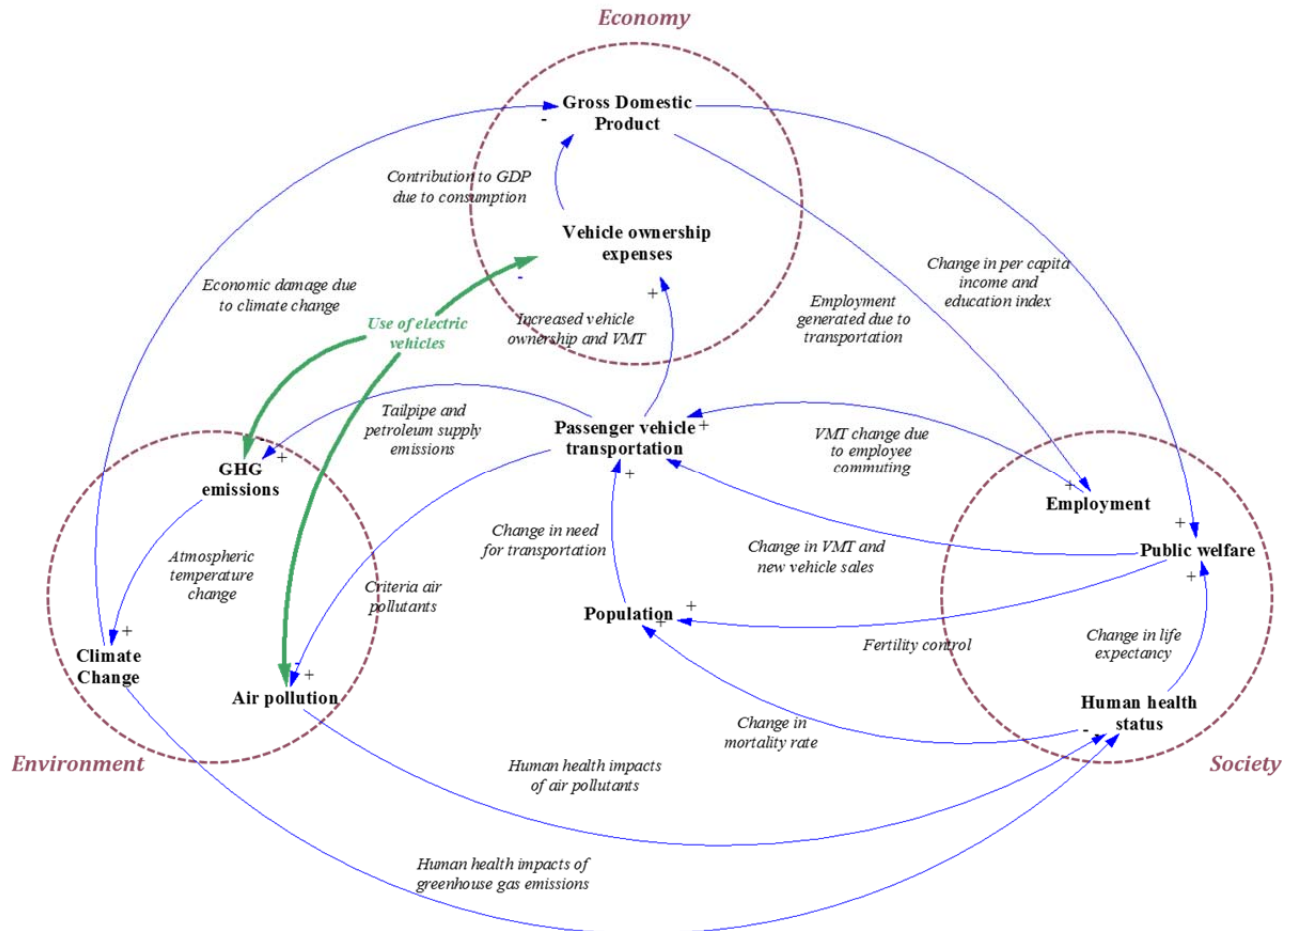 Economy
Gross Domestic
Product
-
Contribution to GDP
due to consumption
Vehicle ownership
expenses
-
+
Economic damage due
to climate change
Use of electric
vehicles
Increased vehicle
ownership and VMT
Employment
generated due to
transportation
Change in per capita
income and
education index
Tailpipe and
petroleum supply
emissions
Passenger vehicle
transportation
+
+
VMT change due
to employee
commuting
-
+
GHG
emissions
+
Employment
+
Public welfare
+
Change in need
for transportation
Change in VMT and
new vehicle sales
Atmospheric
temperature
change
Criteria air
pollutants
Population
+
+
Fertility control
Change in life
expectancy
+
Climate
Change
-
+
Air pollution
Human health
status
-
-
Change in
mortality rate
Environment
Society
Human health impacts
of air pollutants
Human health impacts of
greenhouse gas emissions